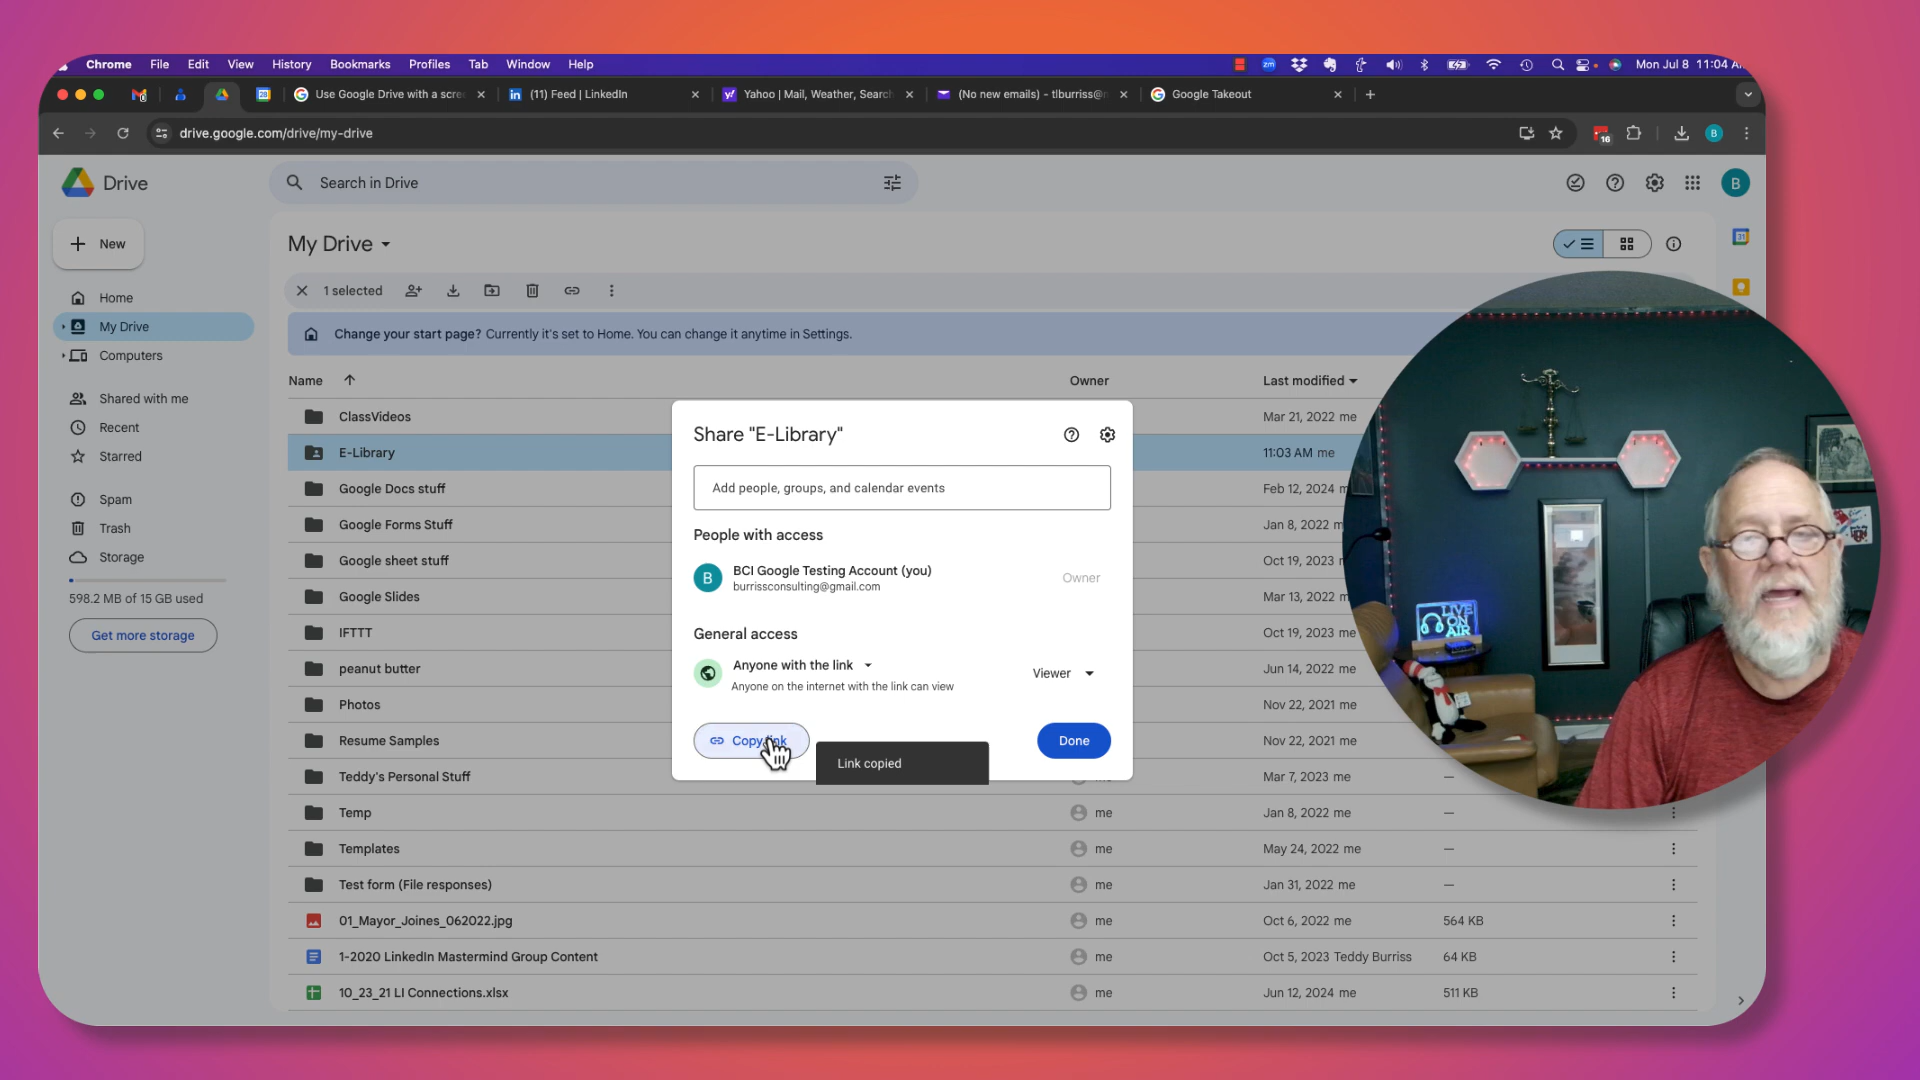 Chrome File Edit View History Bookmarks Profiles Tab Window Help
zm
Mon Jul 8 11:04
Use Google Drive with a scre
in (11) Feed | LinkedIn
y! Yahoo | Mail, Weather, Search
(No new emails) - tlburriss@
Google Takeout
drive.google.com/drive/my-drive
16
B
Drive
Search in Drive
B
New
My Drive
31
1 selected
Home
My Drive
Computers
Shared with me
Recent
Starred
Spam
Trash
Storage
598.2 MB of 15 GB used
Get more storage
Change your start page? Currently it's set to Home. You can change it anytime in Settings.
Name Owner Last modified
ClassVideos Mar 21, 2022 me
E-Library 11:03 AM me
Google Docs stuff Feb 12, 2024
Google Forms Stuff Jan 8, 2022
Google sheet stuff Oct 19, 2023
Google Slides Mar 13, 2022 me
IFTTT Oct 19, 2023 me
peanut butter Jun 14, 2022 me
Photos Nov 22, 2021 me
Resume Samples Nov 22, 2021 me
Teddy's Personal Stuff Mar 7, 2023 me —
Temp me Jan 8, 2022 me —
Templates me May 24, 2022 me —
Test form (File responses) me Jan 31, 2022 me —
01_Mayor_Joines_062022.jpg me Oct 6, 2022 me 564 KB
1-2020 LinkedIn Mastermind Group Content me Oct 5, 2023 Teddy Burriss 64 KB
10_23_21 LI Connections.xlsx me Jun 12, 2024 me 511 KB
Share "E-Library"
Add people, groups, and calendar events
People with access
B
BCI Google Testing Account (you)
burrissconsulting@gmail.com
Owner
General access
Anyone with the link
Anyone on the internet with the link can view
Viewer
Copy link
Done
Link copied
LIVE
ON
AIR